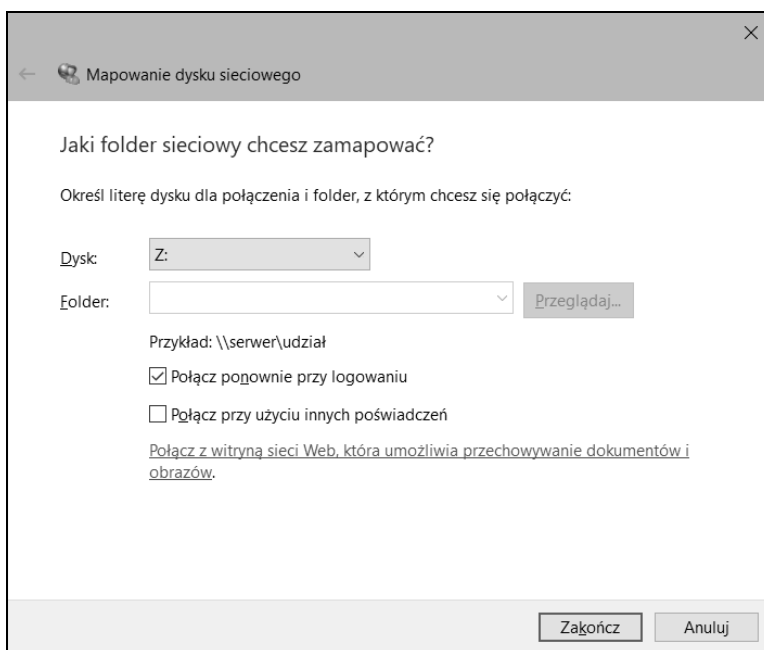 Mapowanie dysku sieciowego
Jaki folder sieciowy chcesz zamapować?
Określ literę dysku dla połączenia i folder, z którym chcesz się połączyć:
Dysk: Z:
Folder: Przeglądaj...
Przykład: \\serwer\udział
Połącz ponownie przy logowaniu
Połącz przy użyciu innych poświadczeń
Połącz z witryną sieci Web, która umożliwia przechowywanie dokumentów i
obrazów.
Zakończ Anuluj